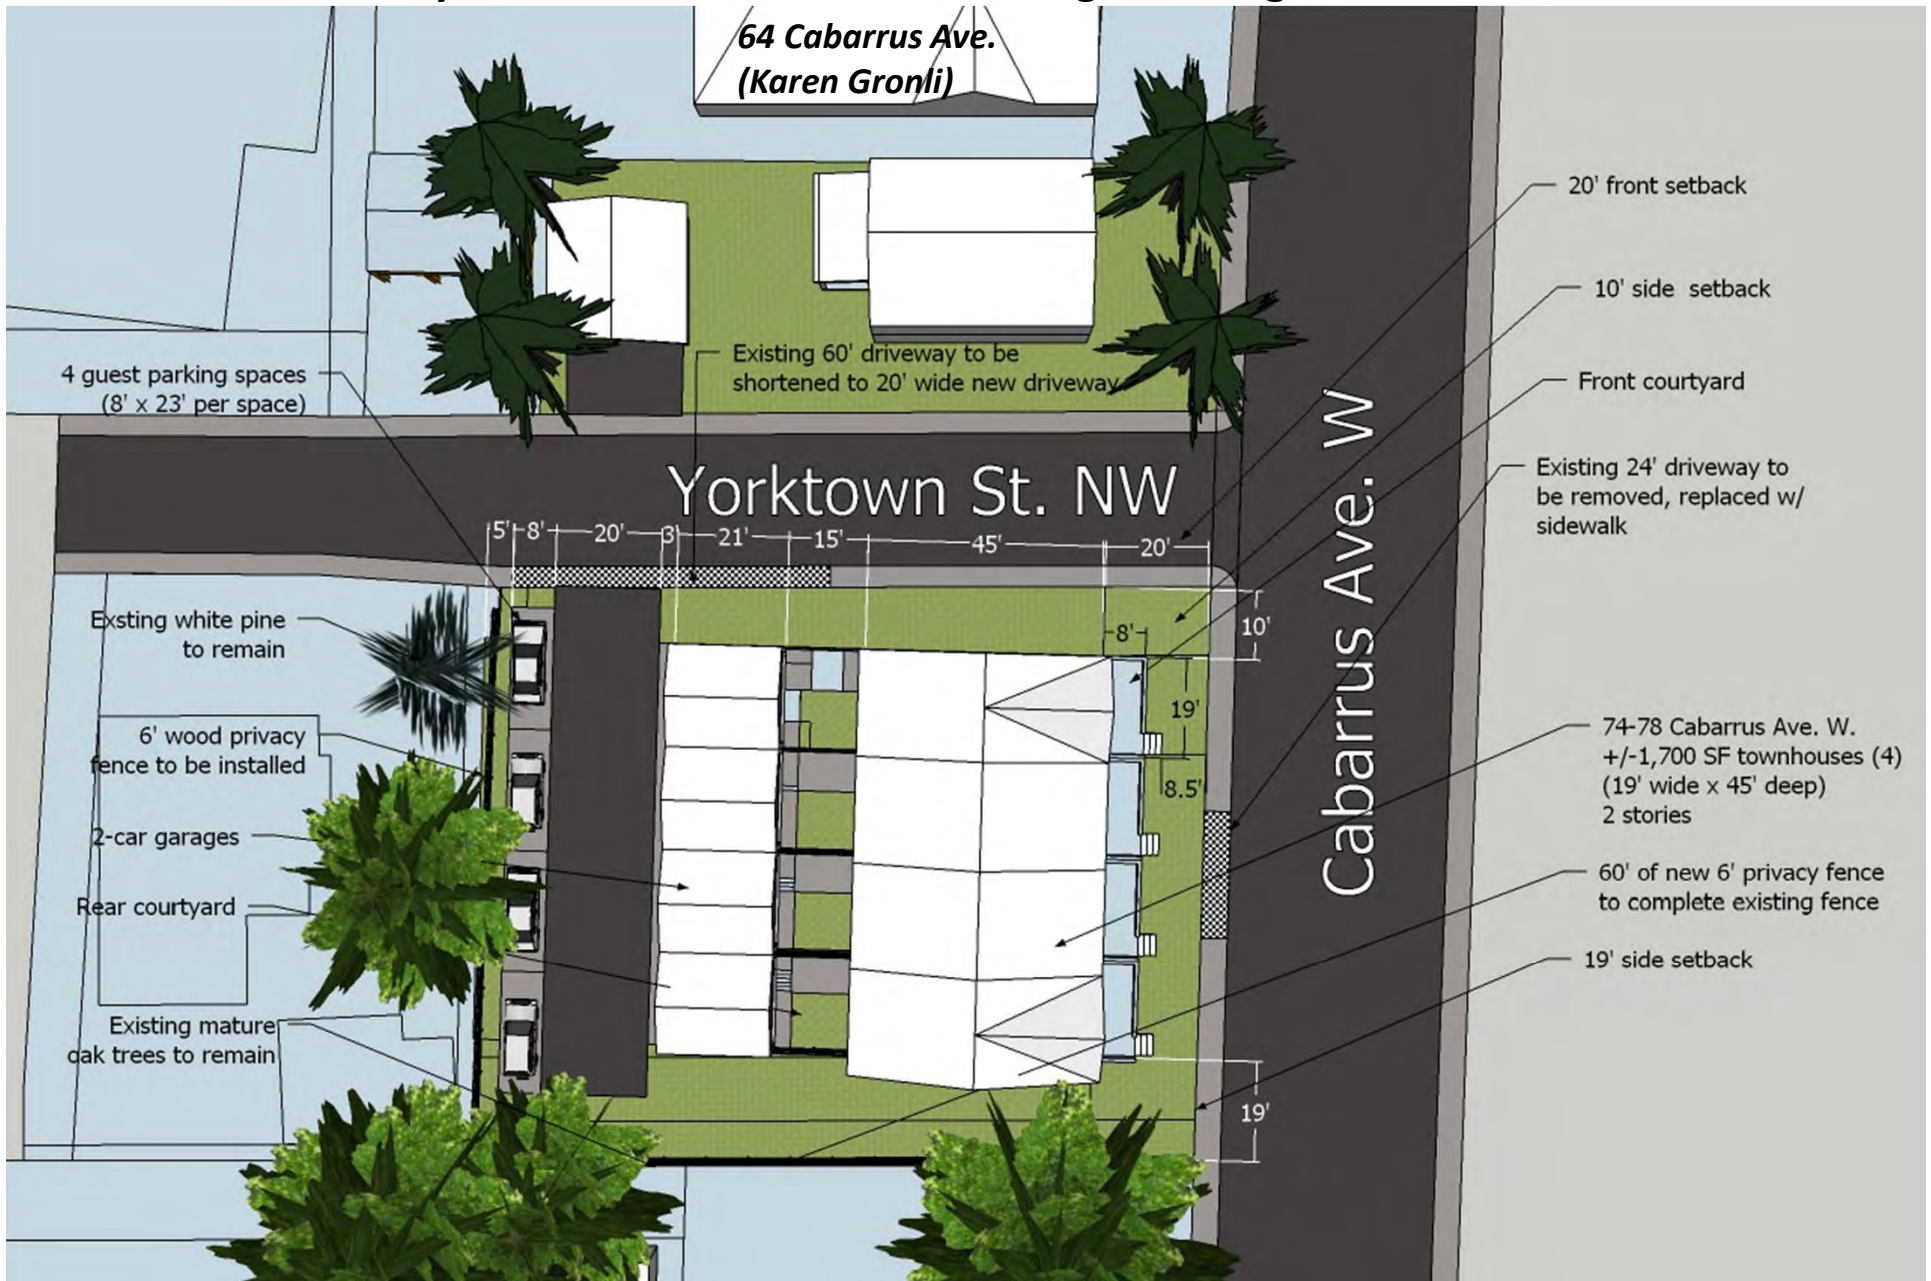 64 Cabarrus Ave.
(Karen Gronli)
20' front setback
10' side setback
Front courtyard
Existing 24' driveway to
be removed, replaced w/
sidewalk
4 guest parking spaces
(8' x 23' per space)
Existing 60' driveway to be
shortened to 20' wide new driveway
Yorktown St. NW
Cabarrus Ave. W
5'
8'
20'
3'
21'
15'
45'
20'
10'
8'
19'
8.5'
19'
Exsting white pine
to remain
6' wood privacy
fence to be installed
2-car garages
Rear courtyard
Existing mature
oak trees to remain
74-78 Cabarrus Ave. W.
+/-1,700 SF townhouses (4)
(19' wide x 45' deep)
2 stories
60' of new 6' privacy fence
to complete existing fence
19' side setback